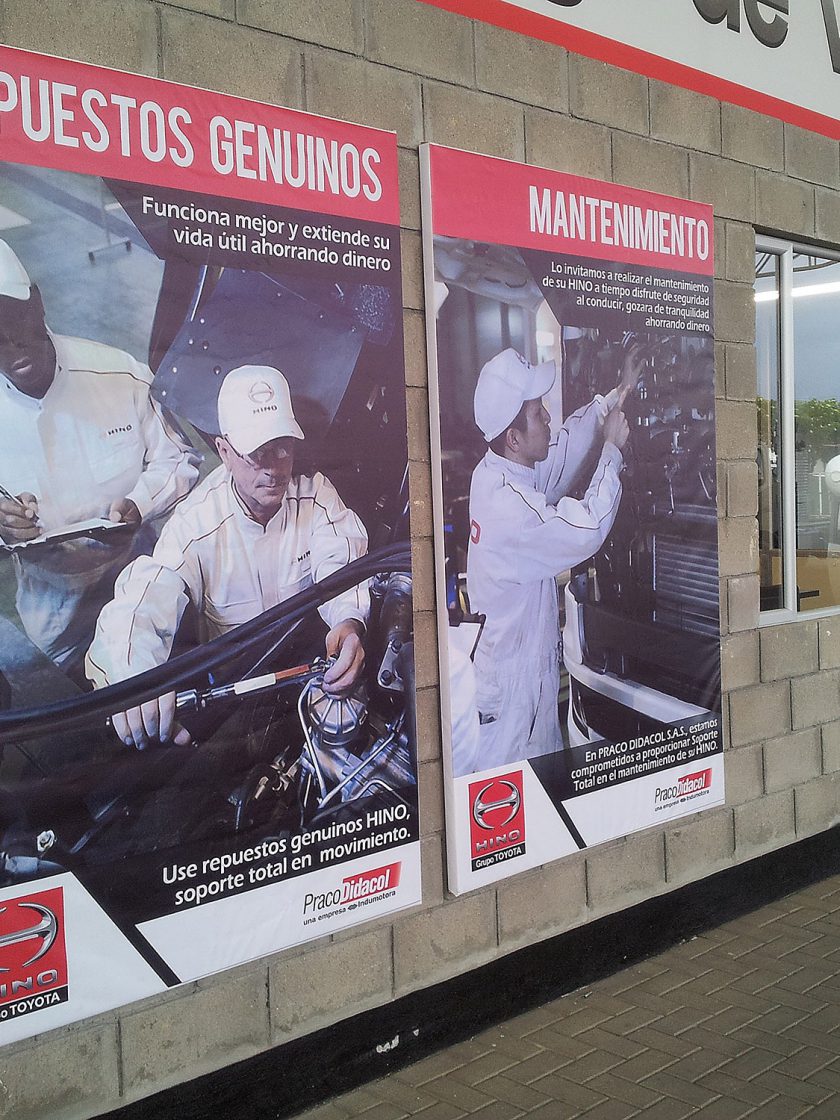 de
PUESTOS GENUINOS
Funciona mejor y extiende su
vida útil ahorrando dinero
HINO
HINO
HINO
Use repuestos genuinos HINO,
soporte total en movimiento.
PracoDidacol
una empresa Indumotora
HINO
TOYOTA
MANTENIMIENTO
Lo invitamos a realizar el mantenimiento
de su HINO a tiempo disfrute de seguridad
al conducir, gozara de tranquilidad
ahorrando dinero
En PRACO DIDACOL S.A.S., estamos
comprometidos a proporcionar Soporte
Total en el mantenimiento de su HINO.
HINO
Grupo TOYOTA
PracoDidacol
una empresa Indumotora